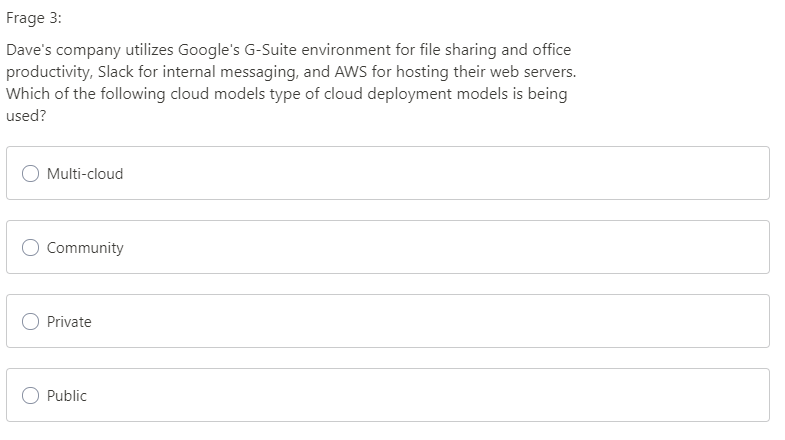 Frage 3:
Dave's company utilizes Google's G-Suite environment for file sharing and office
productivity, Slack for internal messaging, and AWS for hosting their web servers.
Which of the following cloud models type of cloud deployment models is being
used?
Multi-cloud
Community
Private
Public